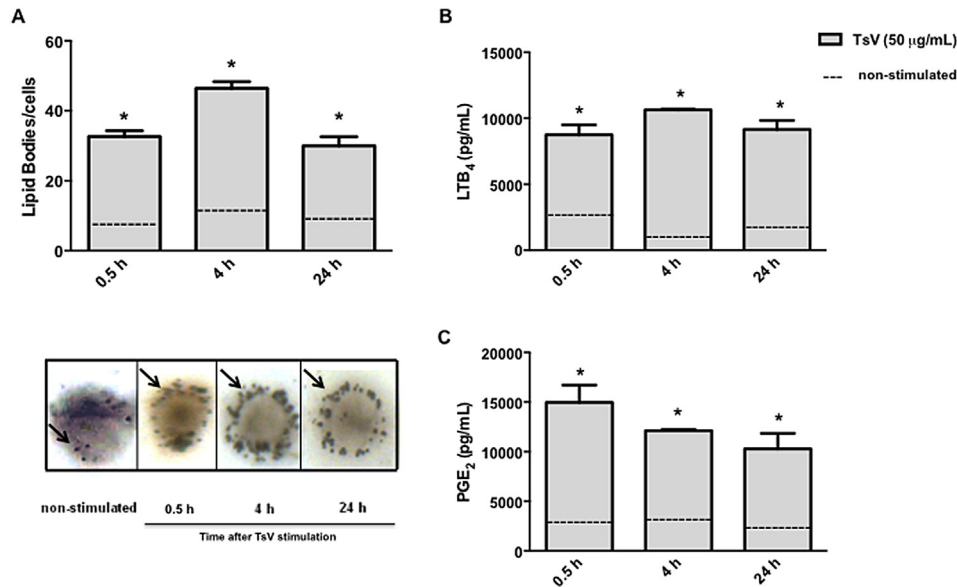 A
60
40
20
0
Lipid Bodies/cells
*
*
*
0.5 h
4 h
24 h
non-stimulated
0.5 h
4 h
24 h
Time after TsV stimulation
B
TsV (50 µg/mL)
non-stimulated
15000
10000
5000
0
LTB4 (pg/mL)
*
*
*
0.5 h
4 h
24 h
C
20000
15000
10000
5000
0
PGE2 (pg/mL)
*
*
*
0.5 h
4 h
24 h